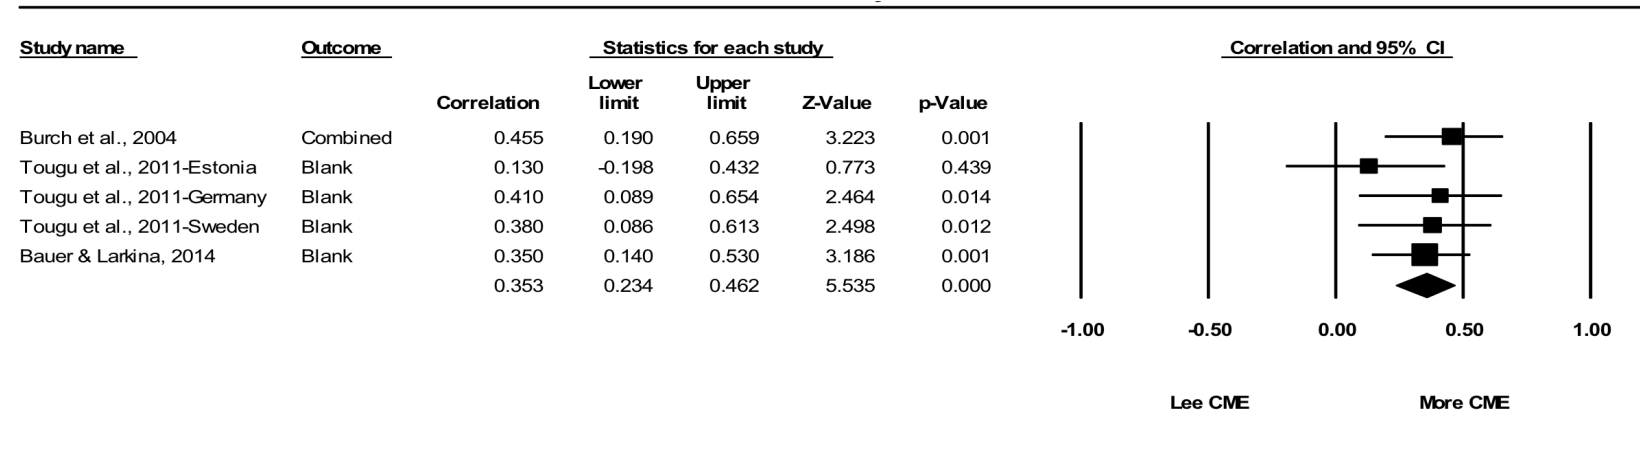 Study name Outcome Statistics for each study Correlation and 95% CI
Lower Upper
Correlation limit limit Z-Value p-Value
Burch et al., 2004 Combined 0.455 0.190 0.659 3.223 0.001
Tougu et al., 2011-Estonia Blank 0.130 -0.198 0.432 0.773 0.439
Tougu et al., 2011-Germany Blank 0.410 0.089 0.654 2.464 0.014
Tougu et al., 2011-Sweden Blank 0.380 0.086 0.613 2.498 0.012
Bauer & Larkina, 2014 Blank 0.350 0.140 0.530 3.186 0.001
0.353 0.234 0.462 5.535 0.000
-1.00 -0.50 0.00 0.50 1.00
Lee CME More CME